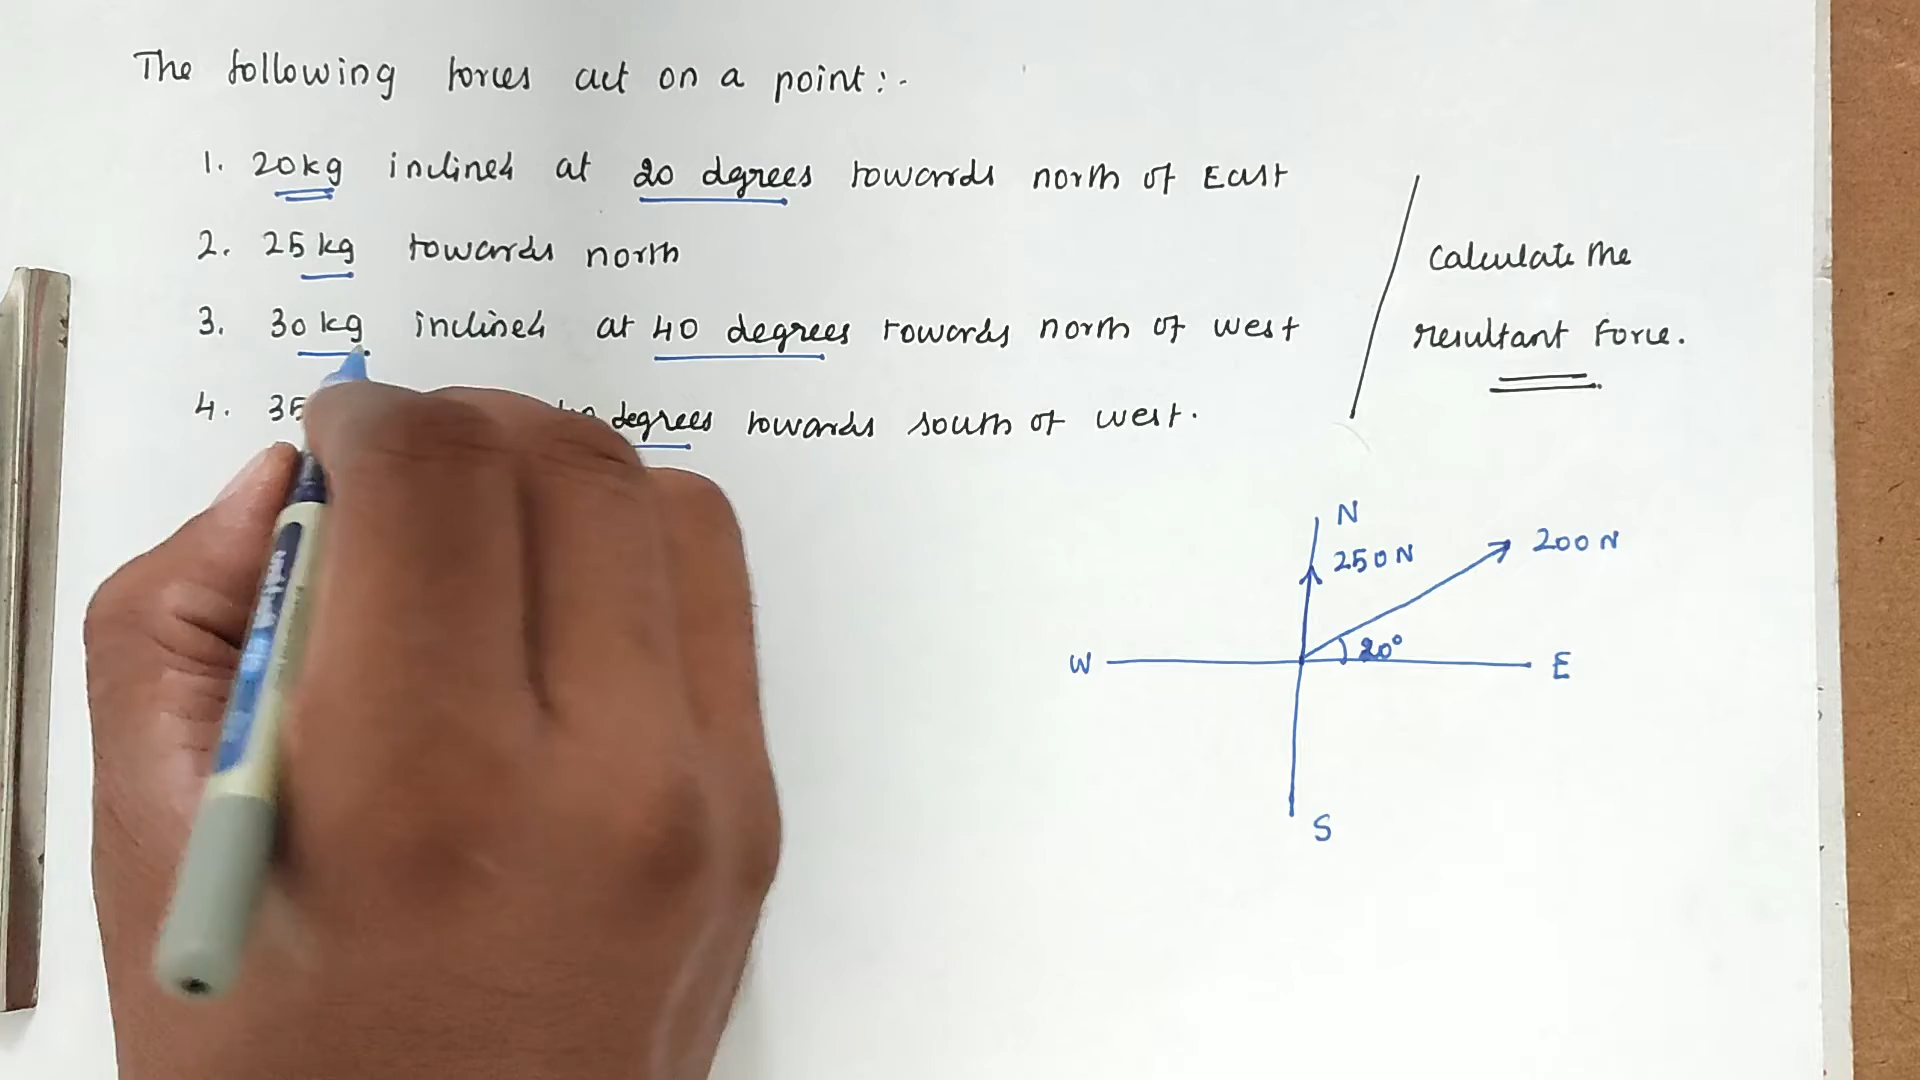 The following forces act on a point:-
1. 20kg inclined at 20 dgrees towards north of East
2. 25 kg towards north
3. 30 kg inclined at 40 degrees towards north of west
4. 35 degrees towards south of west.
Calculate the
resultant force.
N
250 N
200 N
20°
W
E
S